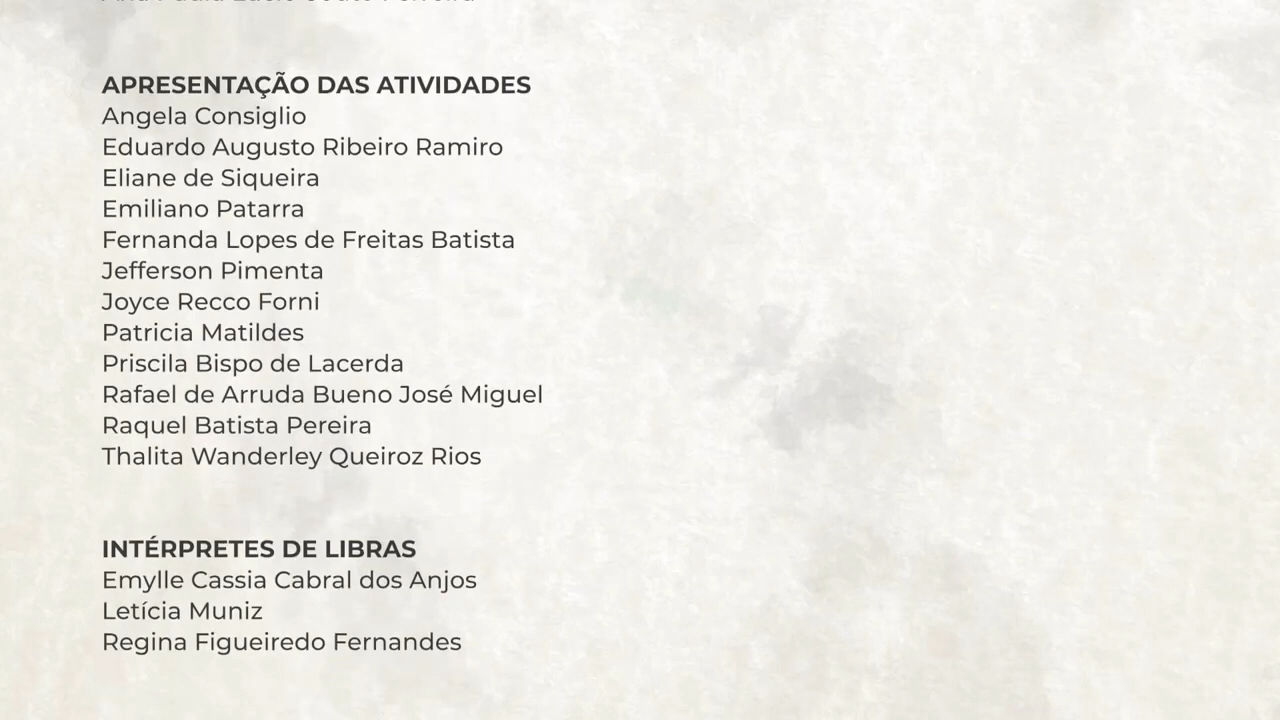 APRESENTAÇÃO DAS ATIVIDADES
Angela Consiglio
Eduardo Augusto Ribeiro Ramiro
Eliane de Siqueira
Emiliano Patarra
Fernanda Lopes de Freitas Batista
Jefferson Pimenta
Joyce Recco Forni
Patricia Matildes
Priscila Bispo de Lacerda
Rafael de Arruda Bueno José Miguel
Raquel Batista Pereira
Thalita Wanderley Queiroz Rios
INTÉRPRETES DE LIBRAS
Emylle Cassia Cabral dos Anjos
Letícia Muniz
Regina Figueiredo Fernandes